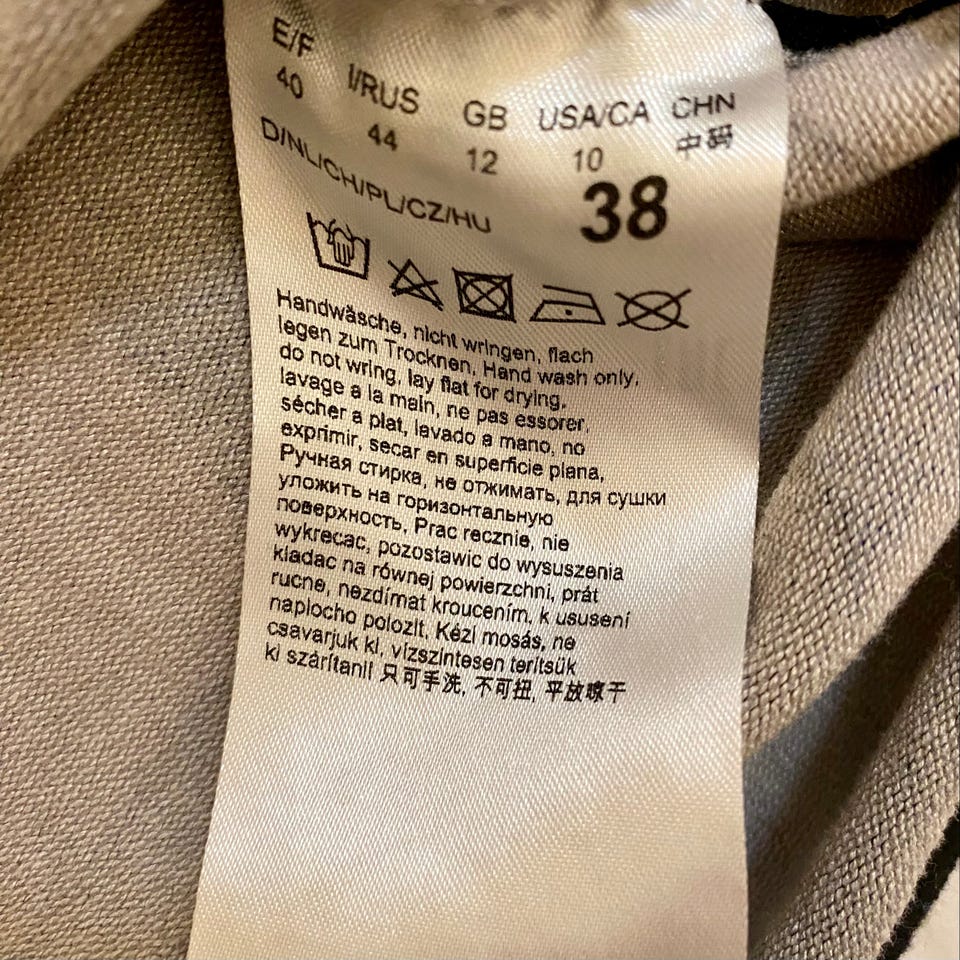 E/F I/RUS GB USA/CA CHN
40 44 12 10 中码
D/NL/CH/PL/CZ/HU 38
Handwäsche, nicht wringen, flach
legen zum Trocknen, Hand wash only,
do not wring, lay flat for drying,
lavage a la main, ne pas essorer,
sécher a plat, lavado a mano, no
exprimir, secar en superficie plana,
Ручная стирка, не отжимать, для сушки
уложить на горизонтальную
поверхность, Prac recznie, nie
wykrecac, pozostawic do wysuszenia
kladac na równej powierzchni, prát
rucne, nezdímat kroucením, k ususení
naplocho polozit, Kézi mosás, ne
csavarjuk ki, vízszintesen terítsük
ki szárítani! 只可手洗, 不可扭, 平放晾干